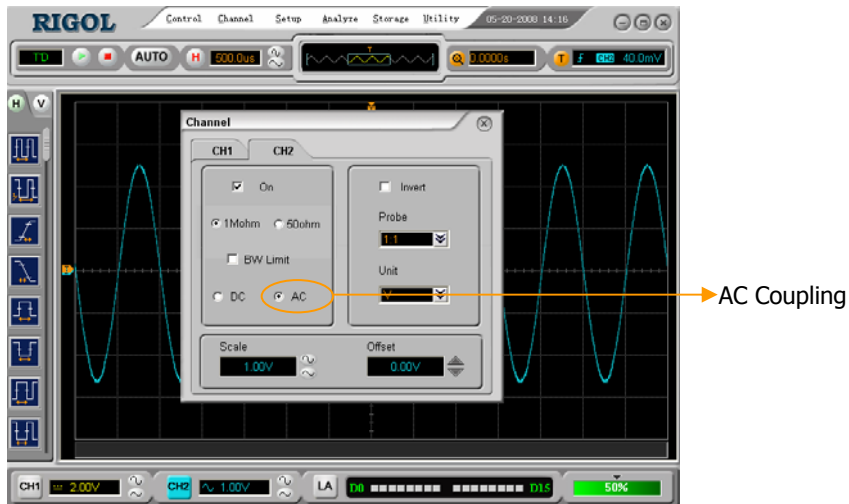 RIGOL Control Channel Setup Analyze Storage Utility 05-20-2008 14:16
T'D AUTO H 500.0us T 0.0000s T CH2 40.0mV
H V
Channel
CH1 CH2
On Invert
1Mohm 50ohm Probe
1:1
BW Limit Unit
DC AC V AC Coupling
Scale Offset
1.00V 0.00V
CH1 2.00V CH2 1.00V LA D0 D15 50%